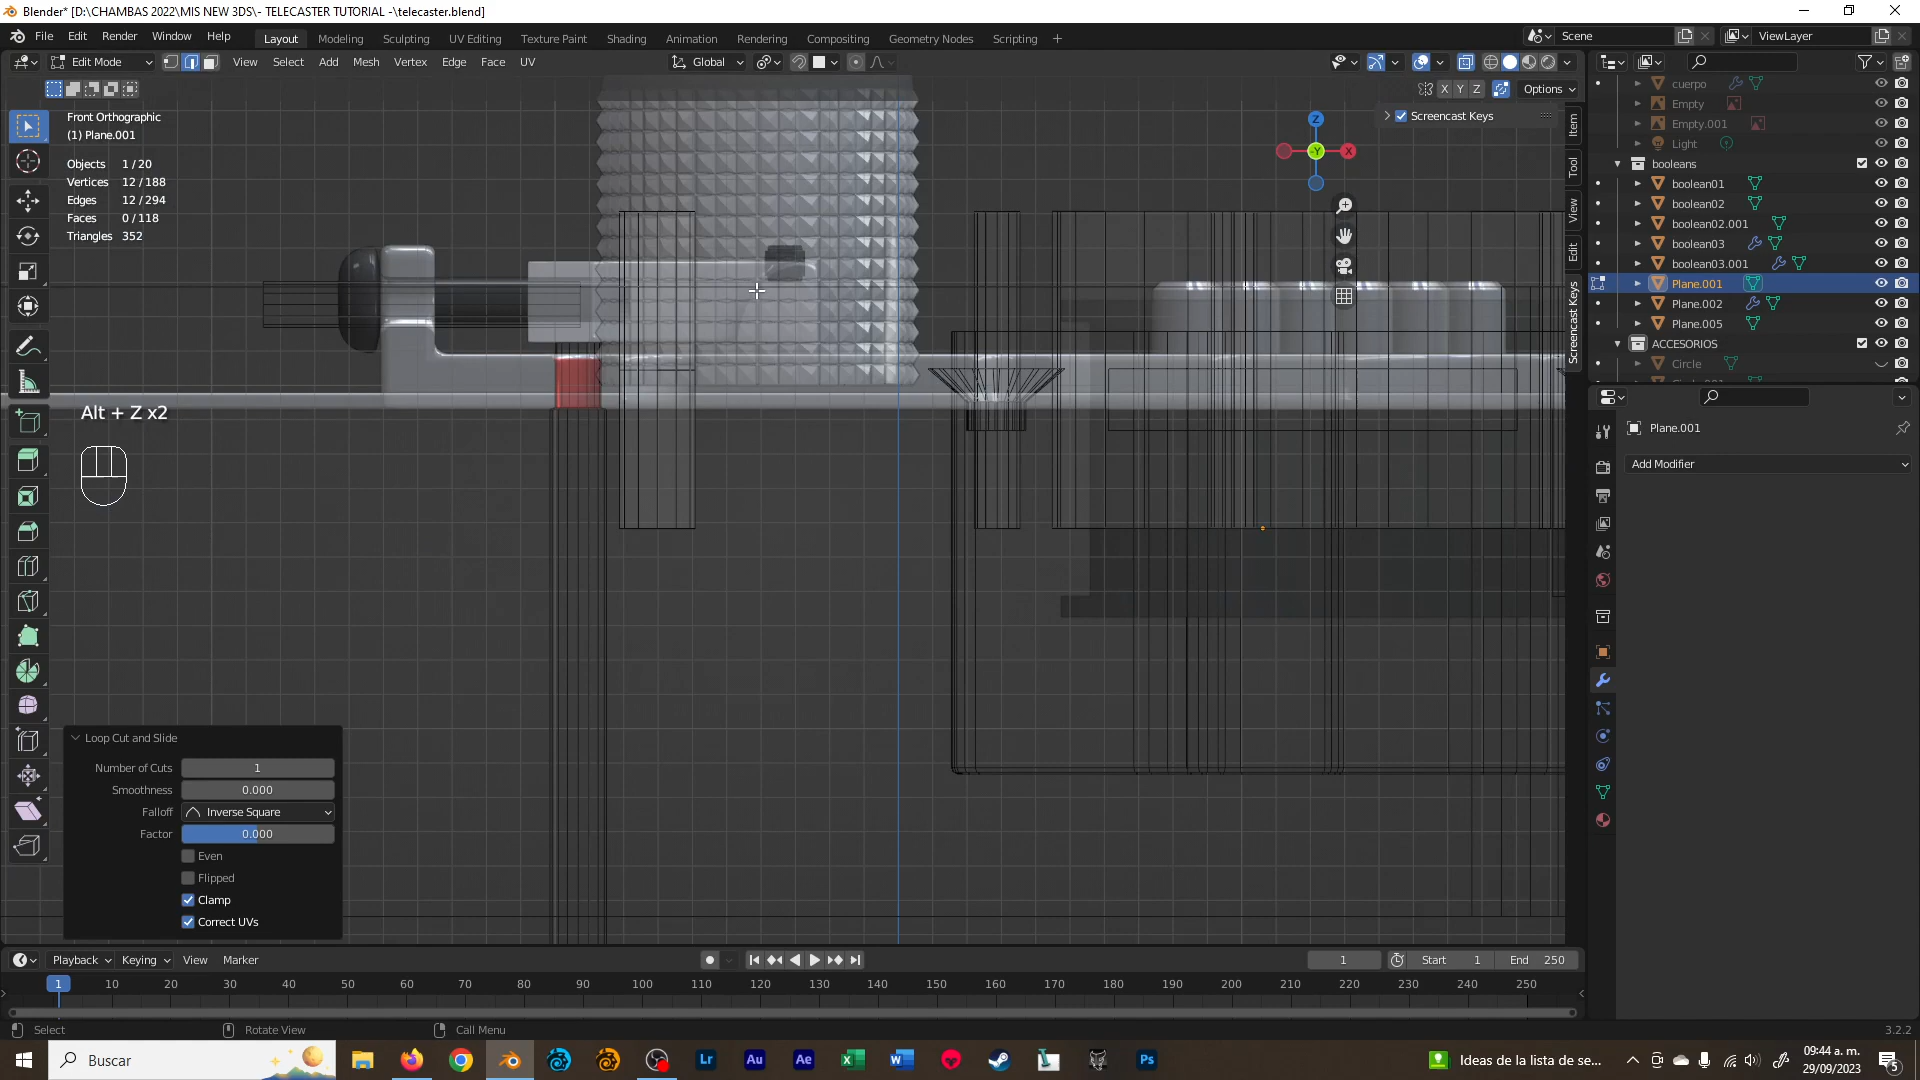 Blender* [D:\CHAMBAS 2022\MIS NEW 3DS\- TELECASTER TUTORIAL -\telecaster.blend]
File Edit Render Window Help Layout Modeling Sculpting UV Editing Texture Paint Shading Animation Rendering Compositing Geometry Nodes Scripting + Scene ViewLayer
Edit Mode View Select Add Mesh Vertex Edge Face UV Global
X Y Z Options
Front Orthographic
(1) Plane.001
Objects 1 / 20
Vertices 12 / 188
Edges 12 / 294
Faces 0 / 118
Triangles 352
Screencast Keys
Z
-Y
X
Item
Tool
View
Edit
Screencast Keys
cuerpo
Empty
Empty.001
Light
booleans
boolean01
boolean02
boolean02.001
boolean03
boolean03.001
Plane.001
Plane.002
Plane.005
ACCESORIOS
Circle
Plane.001
Add Modifier
Alt + Z x2
Loop Cut and Slide
Number of Cuts 1
Smoothness 0.000
Falloff Inverse Square
Factor 0.000
Even
Flipped
Clamp
Correct UVs
Playback Keying View Marker 1 Start 1 End 250
1 10 20 30 40 50 60 70 80 90 100 110 120 130 140 150 160 170 180 190 200 210 220 230 240 250
Select Rotate View Call Menu 3.2.2
Buscar
Lr Au Ae Ps
Ideas de la lista de se...
09:44 a. m.
29/09/2023
5